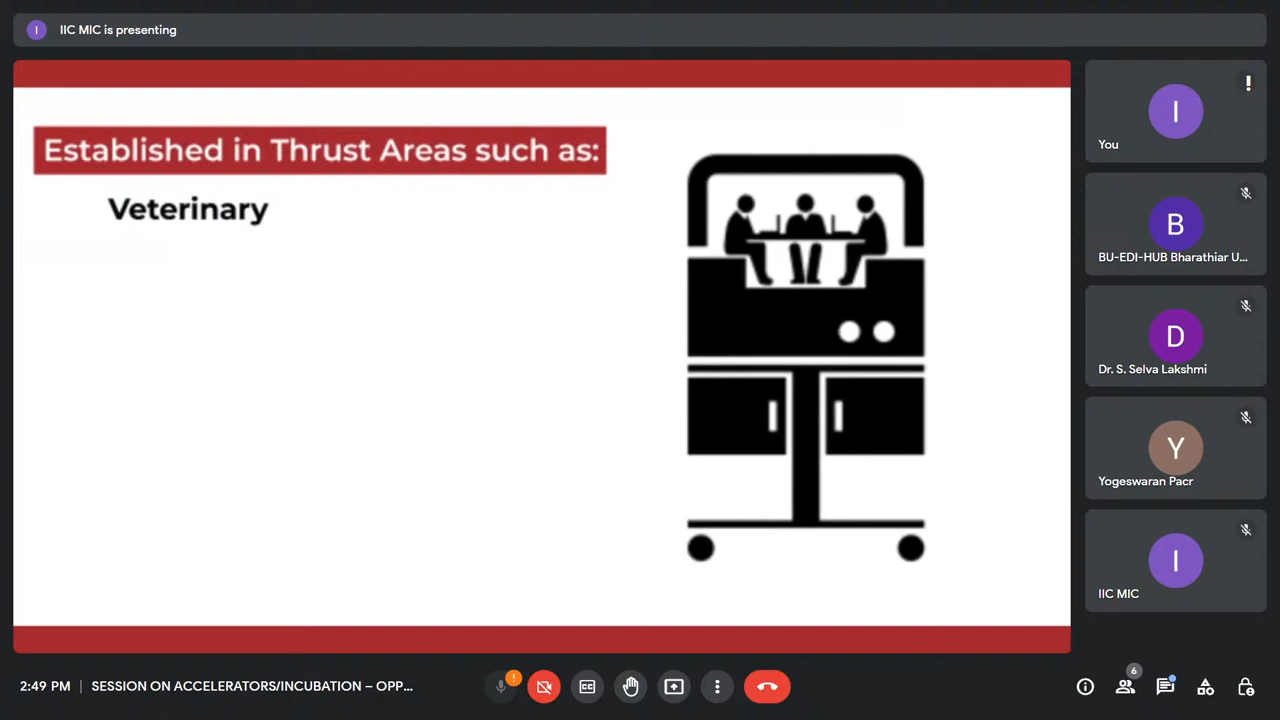 I
IIC MIC is presenting
Established in Thrust Areas such as:
Veterinary
I
You
B
BU-EDI-HUB Bharathiar U...
D
Dr. S. Selva Lakshmi
Y
Yogeswaran Pacr
I
IIC MIC
2:49 PM
SESSION ON ACCELERATORS/INCUBATION – OPP...
6